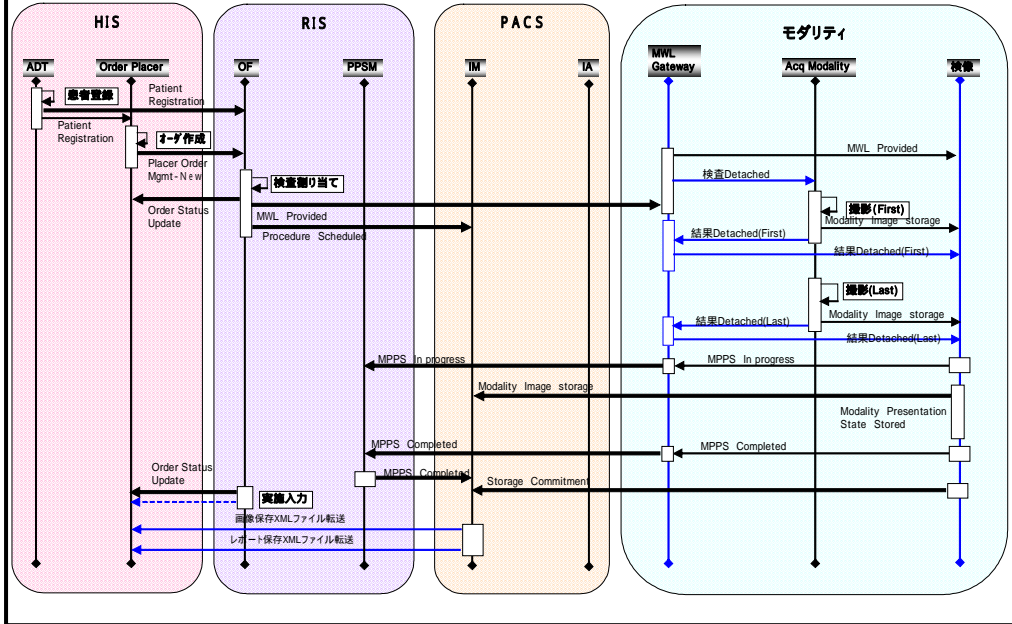 HIS
RIS
PACS
モダリティ
ADT
Order Placer
OF
PPSM
IM
IA
MWL
Gateway
Acq Modality
検像
患者登録
Patient
Registration
Patient
Registration
オーダ作成
Placer Order
Mgmt-New
検査割り当て
Order Status
Update
MWL Provided
Procedure Scheduled
MWL Provided
検査Detached
撮影(First)
Modality Image storage
結果Detached(First)
結果Detached(First)
撮影(Last)
Modality Image storage
結果Detached(Last)
結果Detached(Last)
MPPS In progress
MPPS In progress
Modality Image storage
Modality Presentation
State Stored
MPPS Completed
MPPS Completed
MPPS Completed
Order Status
Update
Storage Commitment
実施入力
画像保存XMLファイル転送
レポート保存XMLファイル転送